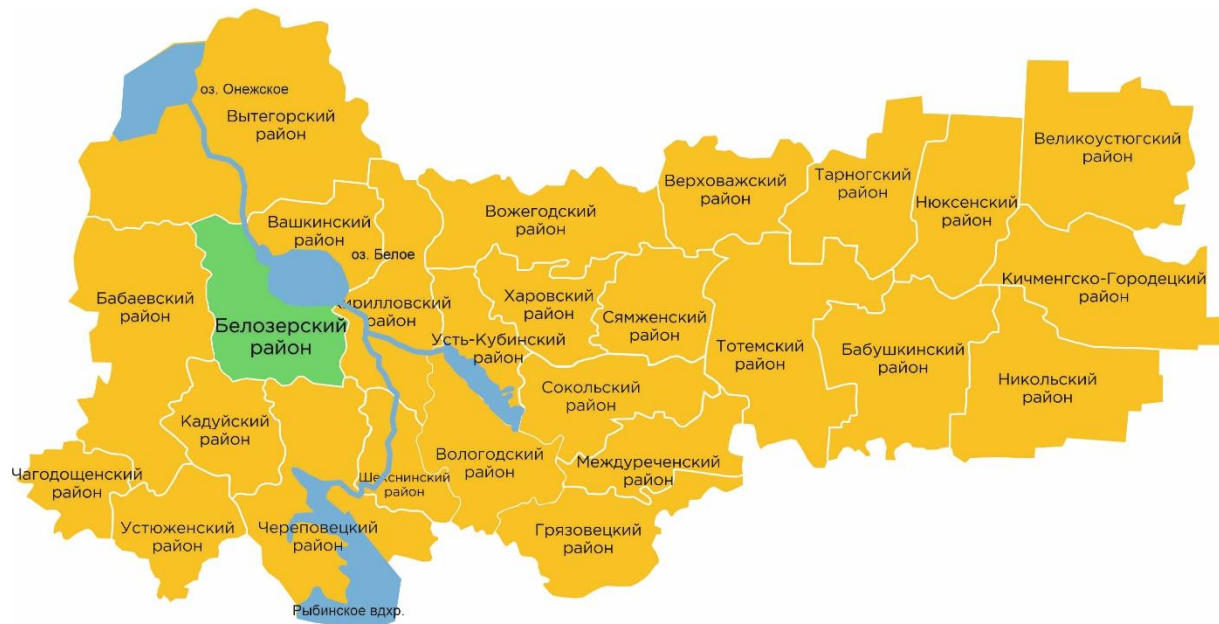 оз. Онежское
Вытегорский
район
Великоустюгский
район
Тарногский
район
Верховажский
район
Нюксенский
район
Вожегодский
район
Вашкинский
район
оз. Белое
Кичменгско-Городецкий
район
Бабаевский
район
Харовский
район
Кирилловский
район
Сямженский
район
Белозерский
район
Усть-Кубинский
район
Тотемский
район
Бабушкинский
район
Никольский
район
Сокольский
район
Кадуйский
район
Вологодский
район
Междуреченский
район
Чагодощенский
район
Шекснинский
район
Устюженский
район
Череповецкий
район
Грязовецкий
район
Рыбинское вдхр.